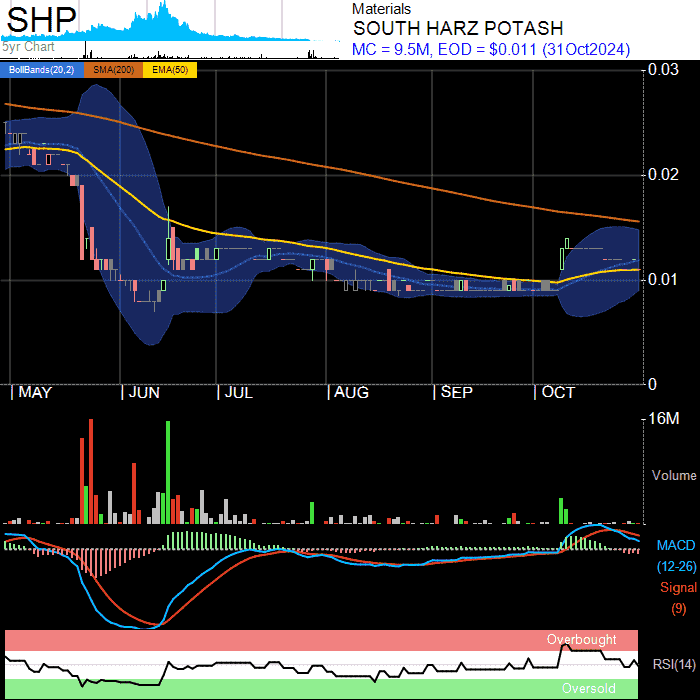 SHP
5yr Chart
Materials
SOUTH HARZ POTASH
MC = 9.5M, EOD = $0.011 (31Oct2024)
BollBands(20,2) SMA(200) EMA(50)
0.03
0.02
0.01
0
MAY JUN JUL AUG SEP OCT
16M
Volume
MACD
(12-26)
Signal
(9)
Overbought
RSI(14)
Oversold